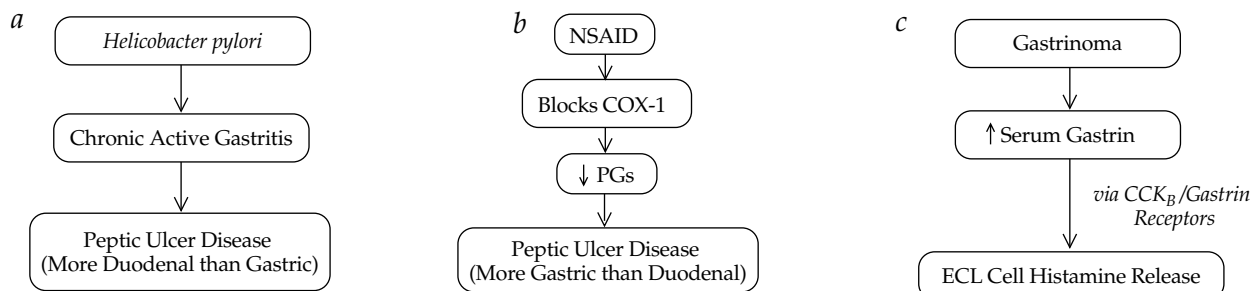 a
Helicobacter pylori
Chronic Active Gastritis
Peptic Ulcer Disease
(More Duodenal than Gastric)
b
NSAID
Blocks COX-1
↓ PGs
Peptic Ulcer Disease
(More Gastric than Duodenal)
c
Gastrinoma
↑ Serum Gastrin
via CCK_B/Gastrin
Receptors
ECL Cell Histamine Release